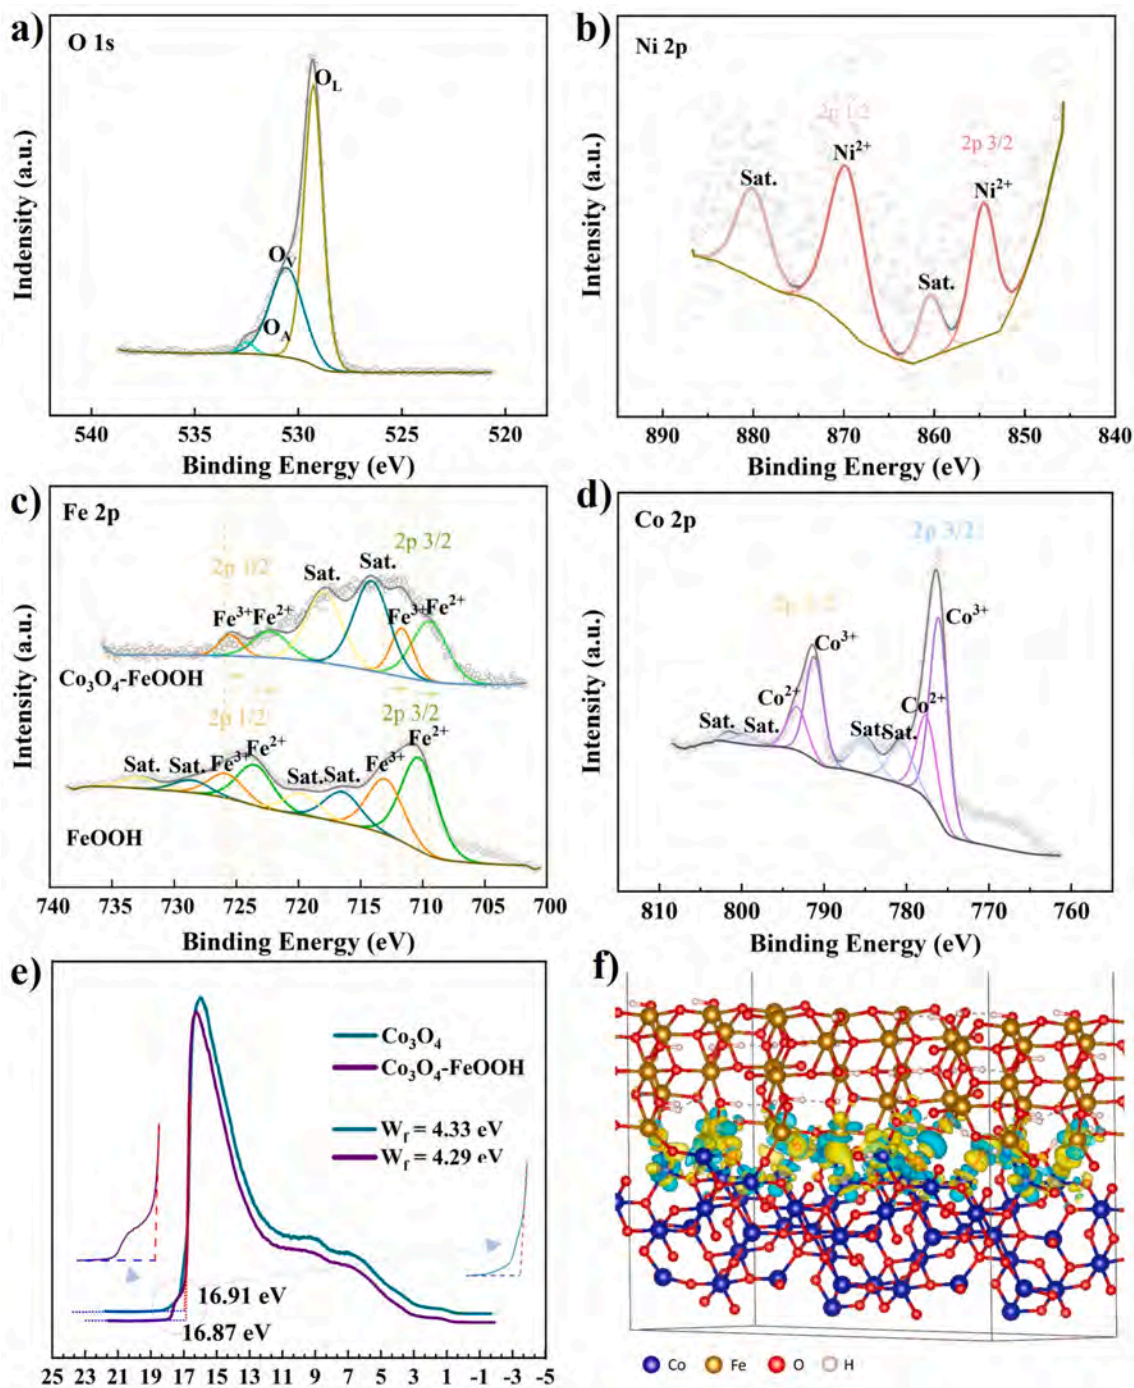 a)
O 1s
O_L
O_V
O_A
Indensity (a.u.)
540 535 530 525 520
Binding Energy (eV)
b)
Ni 2p
2p 1/2
2p 3/2
Sat.
Ni²⁺
Sat.
Ni²⁺
Intensity (a.u.)
890 880 870 860 850 840
Binding Energy (eV)
c)
Fe 2p
2p 3/2
2p 1/2
Sat. Sat.
Fe³⁺ Fe²⁺ Fe³⁺ Fe²⁺
Co₃O₄-FeOOH
2p 1/2 2p 3/2
Sat. Sat. Fe³⁺ Fe²⁺ Sat. Sat. Fe³⁺ Fe²⁺
FeOOH
Intensity (a.u.)
740 735 730 725 720 715 710 705 700
Binding Energy (eV)
d)
Co 2p
2p 3/2
Co³⁺
Co³⁺
Co²⁺
Co²⁺
Sat. Sat. Sat. Sat.
Intensity (a.u.)
810 800 790 780 770 760
Binding Energy (eV)
e)
Co₃O₄
Co₃O₄-FeOOH
W_f = 4.33 eV
W_f = 4.29 eV
16.91 eV
16.87 eV
25 23 21 19 17 15 13 11 9 7 5 3 1 -1 -3 -5
f)
Co Fe O H